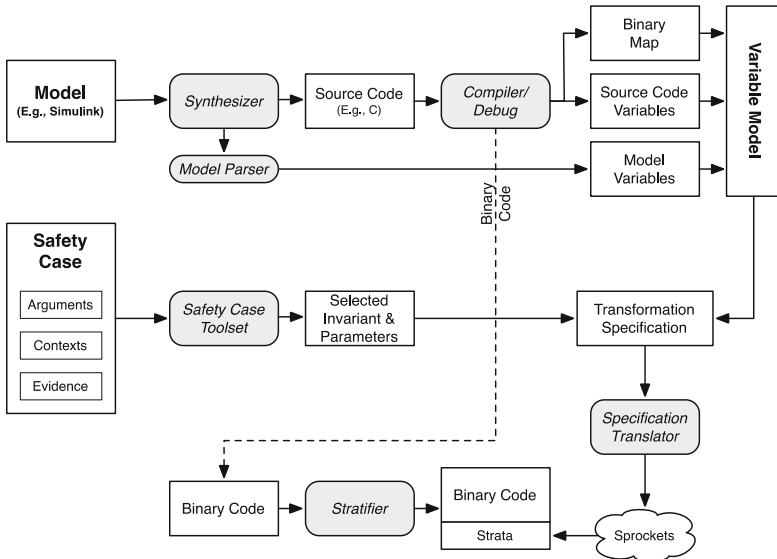 Model
(E.g., Simulink)
Synthesizer
Source Code
(E.g., C)
Compiler/
Debug
Binary
Map
Source Code
Variables
Model
Variables
Variable Model
Model Parser
Binary
Code
Safety
Case
Arguments
Contexts
Evidence
Safety Case
Toolset
Selected
Invariant &
Parameters
Transformation
Specification
Specification
Translator
Binary Code
Stratifier
Binary Code
Strata
Sprockets